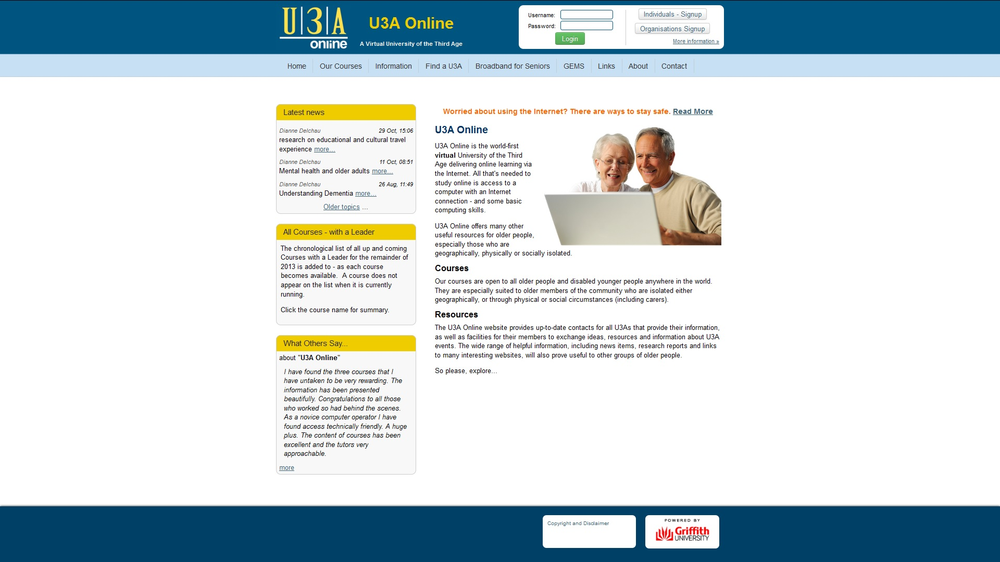 U|3|A
online
U3A Online
A Virtual University of the Third Age
Username:
Password:
Login
Individuals - Signup
Organisations Signup
More information »
Home
Our Courses
Information
Find a U3A
Broadband for Seniors
GEMS
Links
About
Contact
Latest news
Dianne Delchau 29 Oct, 15:06
research on educational and cultural travel
experience more...
Dianne Delchau 11 Oct, 08:51
Mental health and older adults more...
Dianne Delchau 26 Aug, 11:49
Understanding Dementia more...
Older topics ...
All Courses - with a Leader
The chronological list of all up and coming
Courses with a Leader for the remainder of
2013 is added to - as each course
becomes available.  A course does not
appear on the list when it is currently
running.
Click the course name for summary.
What Others Say...
about "U3A Online"
I have found the three courses that I
have untaken to be very rewarding. The
information has been presented
beautifully. Congratulations to all those
who worked so had behind the scenes.
As a novice computer operator I have
found access technically friendly. A huge
plus. The content of courses has been
excellent and the tutors very
approachable.
more
Worried about using the Internet? There are ways to stay safe. Read More
U3A Online
U3A Online is the world-first
virtual University of the Third
Age delivering online learning via
the Internet. All that's needed to
study online is access to a
computer with an Internet
connection - and some basic
computing skills.
U3A Online offers many other
useful resources for older people,
especially those who are
geographically, physically or socially isolated.
Courses
Our courses are open to all older people and disabled younger people anywhere in the world.
They are especially suited to older members of the community who are isolated either
geographically, or through physical or social circumstances (including carers).
Resources
The U3A Online website provides up-to-date contacts for all U3As that provide their information,
as well as facilities for their members to exchange ideas, resources and information about U3A
events. The wide range of helpful information, including news items, research reports and links
to many interesting websites, will also prove useful to other groups of older people.
So please, explore...
Copyright and Disclaimer
POWERED BY
Griffith
UNIVERSITY